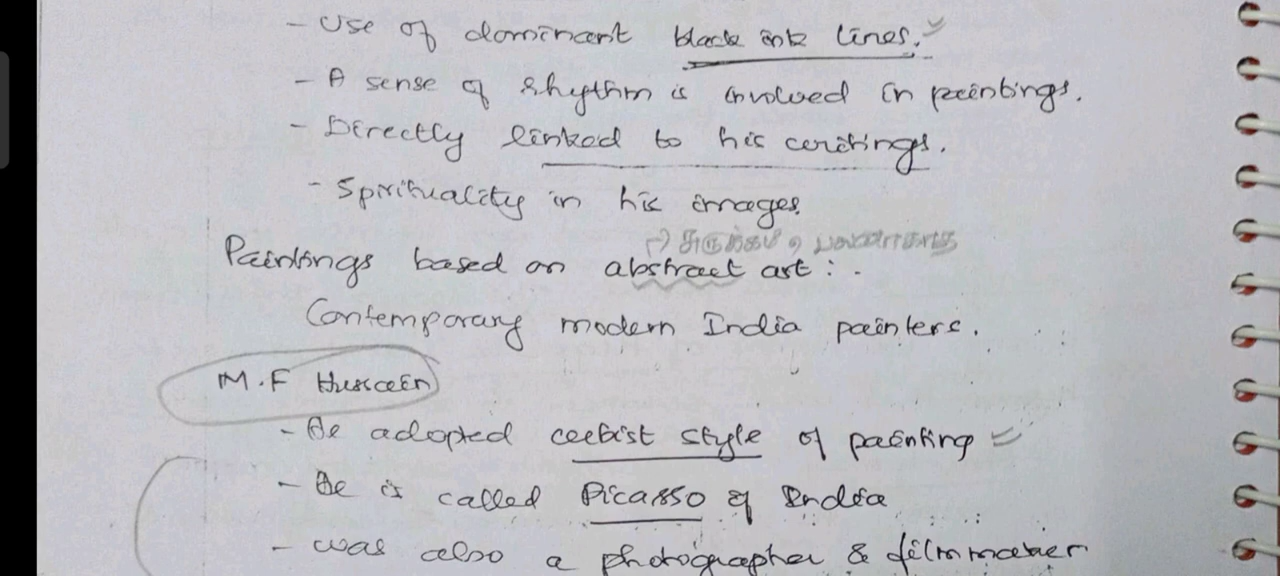 - Use of dominant black ink lines.
- A sense of rhythm is involved in paintings.
- Directly linked to his writings.
- Spirituality in his images.
சுருக்கம்
Paintings based on abstract art : -
Contemporary modern India painters.
M.F Hussain
- He adopted cubist style of painting
- He is called Picasso of India
- was also a photographer & filmmaker